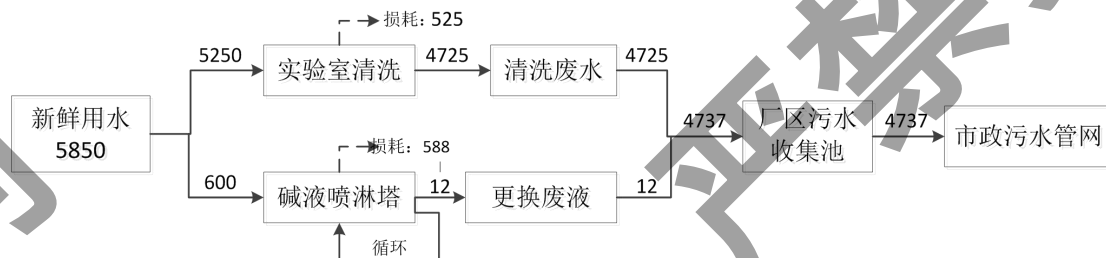 损耗：525
5250
实验室清洗
4725
清洗废水
4725
新鲜用水
5850
厂区污水
收集池
4737
4737
市政污水管网
损耗：588
600
碱液喷淋塔
12
更换废液
12
循环
严禁